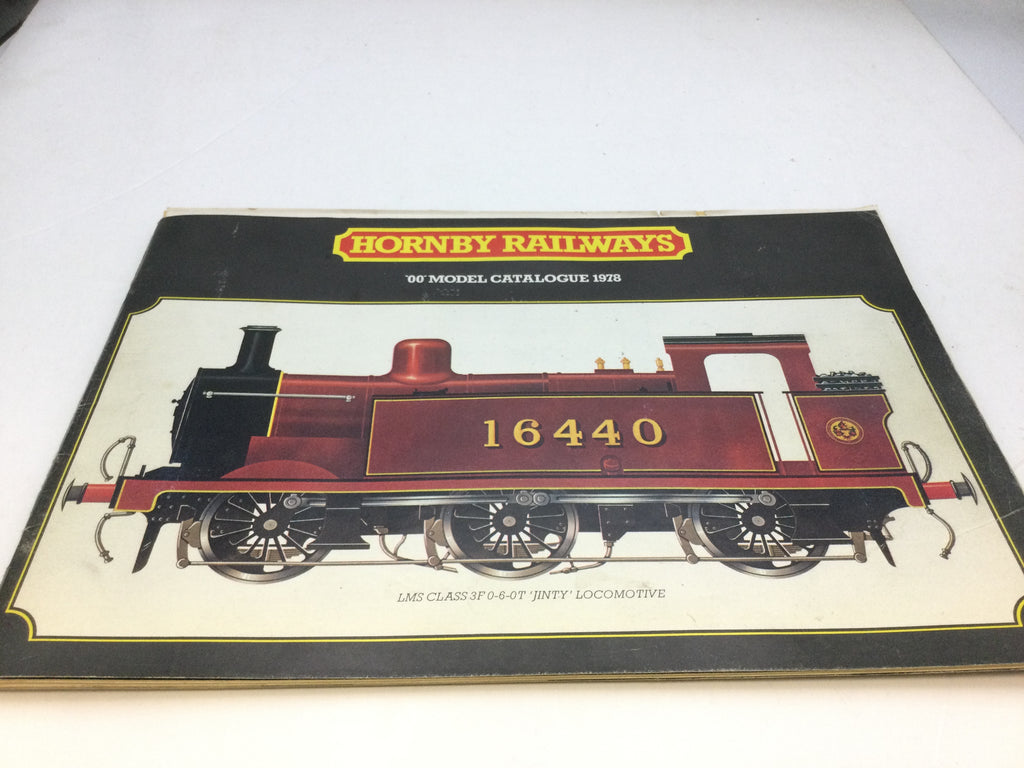 HORNBY RAILWAYS
'00' MODEL CATALOGUE 1978
16440
LMS CLASS 3F 0-6-0T 'JINTY' LOCOMOTIVE